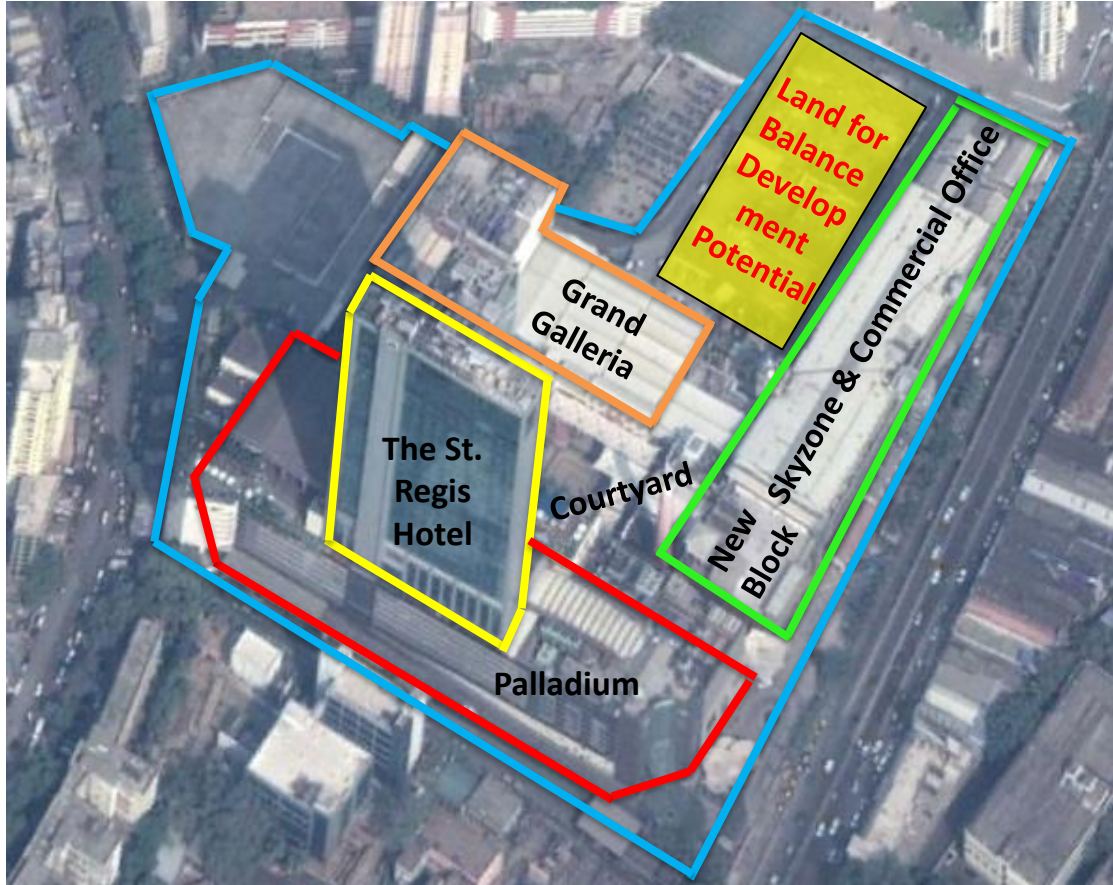 Land for
Balance
Develop
ment
Potential
Skyzone & Commercial Office
New
Block
Grand
Galleria
The St.
Regis
Hotel
Courtyard
Palladium